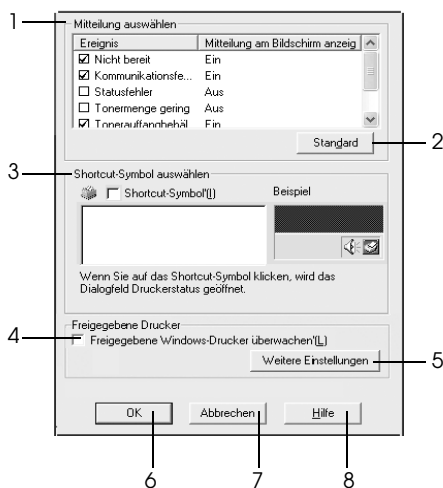 1
Mitteilung auswählen
Ereignis Mitteilung am Bildschirm anzeig
Nicht bereit Ein
Kommunikationsfe... Ein
Statusfehler Aus
Tonermenge gering Aus
Tonerauffangbehäl Ein
Standard
2
3
Shortcut-Symbol auswählen
Shortcut-Symbol'(I)
Beispiel
Wenn Sie auf das Shortcut-Symbol klicken, wird das
Dialogfeld Druckerstatus geöffnet.
Freigegebene Drucker
4
Freigegebene Windows-Drucker überwachen'(L)
Weitere Einstellungen
5
OK Abbrechen Hilfe
6 7 8